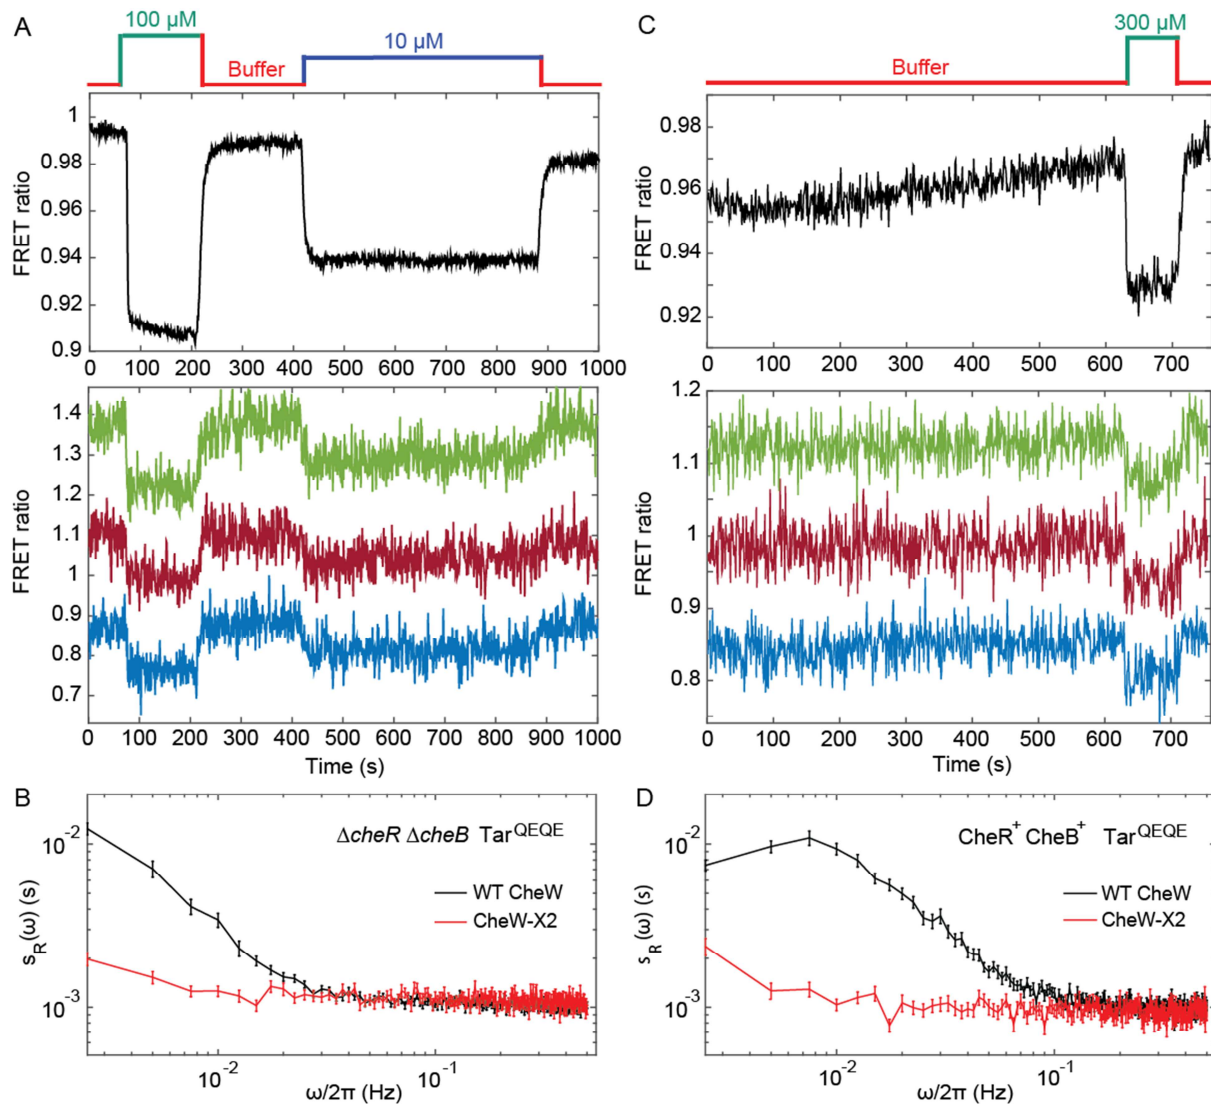 A
100 µM
10 µM
Buffer
FRET ratio
1
0.98
0.96
0.94
0.92
0.9
0 100 200 300 400 500 600 700 800 900 1000
FRET ratio
1.4
1.3
1.2
1.1
1
0.9
0.8
0.7
0 100 200 300 400 500 600 700 800 900 1000
Time (s)
C
300 µM
Buffer
FRET ratio
0.98
0.96
0.94
0.92
0 100 200 300 400 500 600 700
FRET ratio
1.2
1.1
1
0.9
0.8
0 100 200 300 400 500 600 700
Time (s)
B
ΔcheR ΔcheB Tar^QEQE
WT CheW
CheW-X2
s_R(ω) (s)
10^-2
10^-3
10^-2 10^-1
ω/2π (Hz)
D
CheR^+ CheB^+ Tar^QEQE
WT CheW
CheW-X2
s_R(ω) (s)
10^-2
10^-3
10^-2 10^-1
ω/2π (Hz)